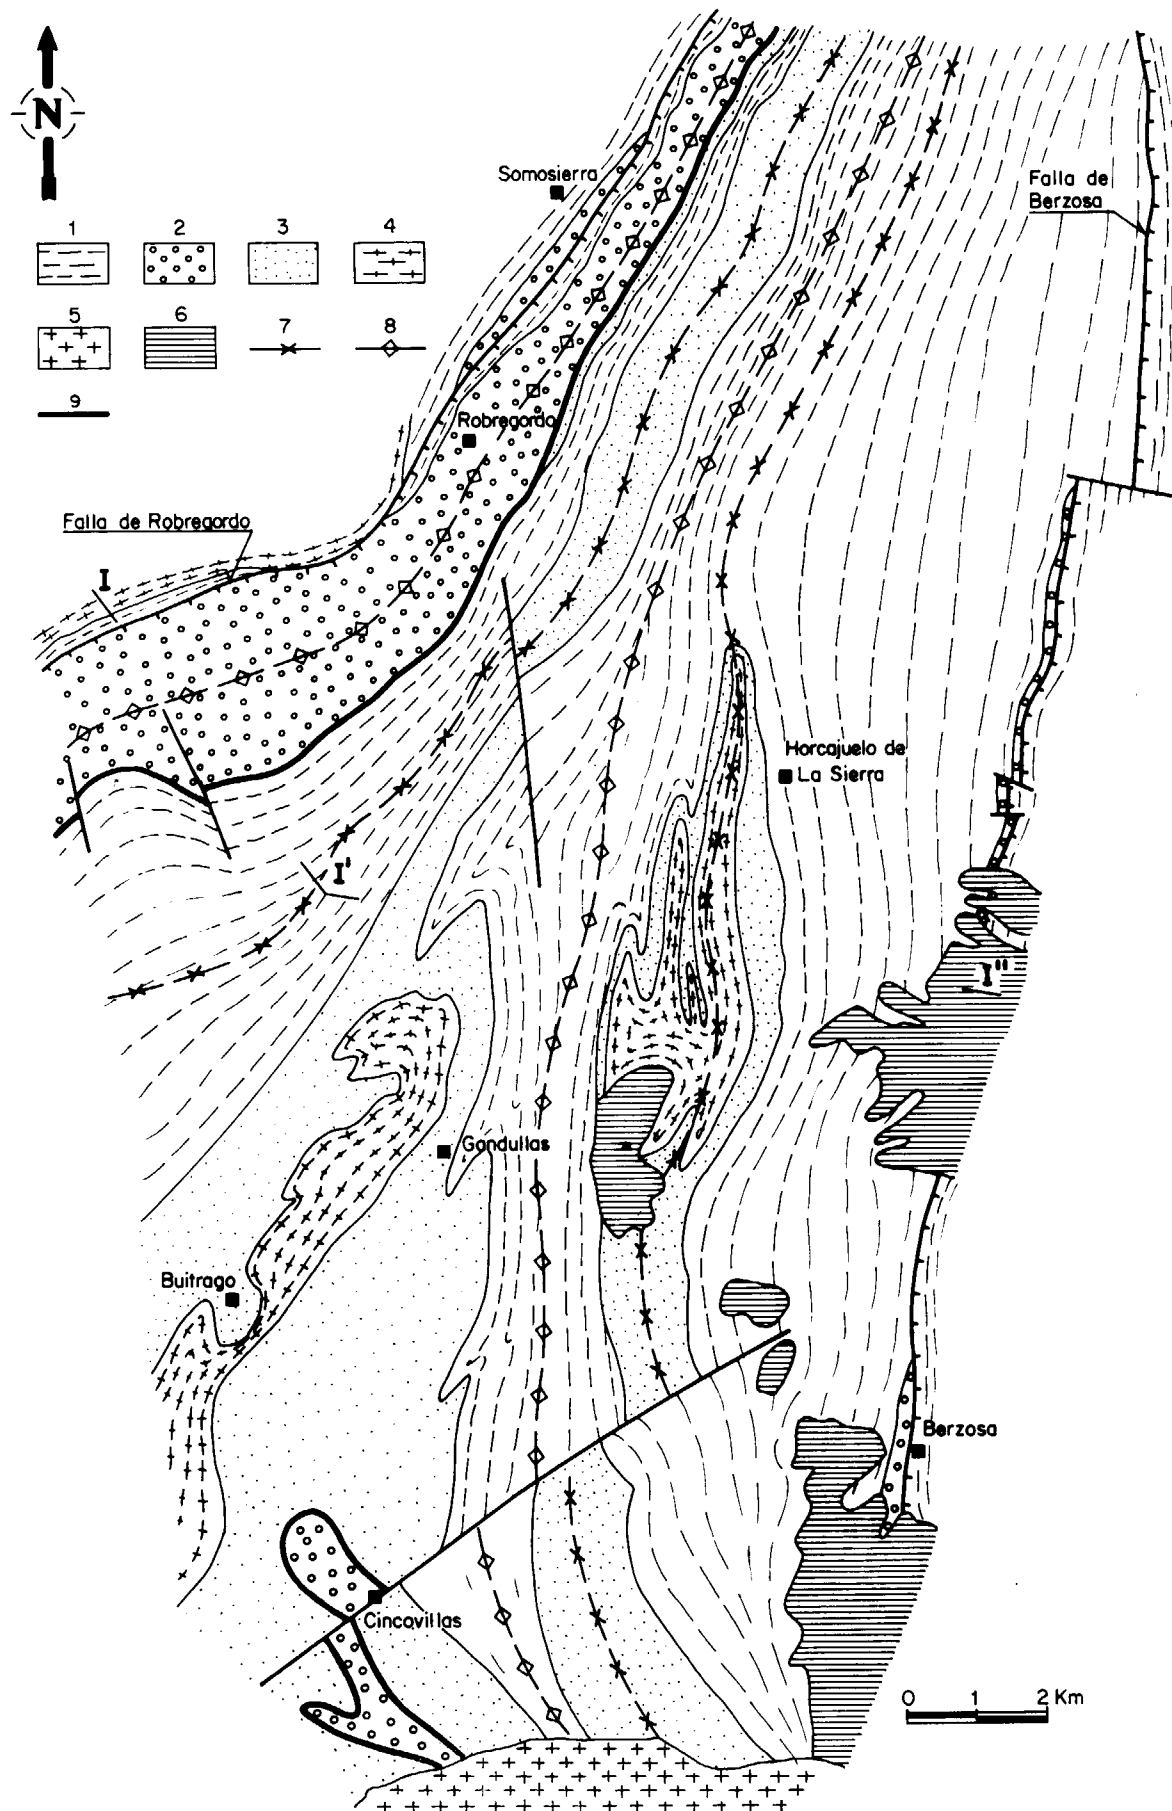 N
Somosierra
Falla de
Berzosa
1
2
3
4
5
6
7
8
9
Robregordo
Falla de Robregordo
I
Horcajuelo de
La Sierra
I'
I"
Gandullas
Buitrago
Berzosa
Cincovillas
0 1 2 Km